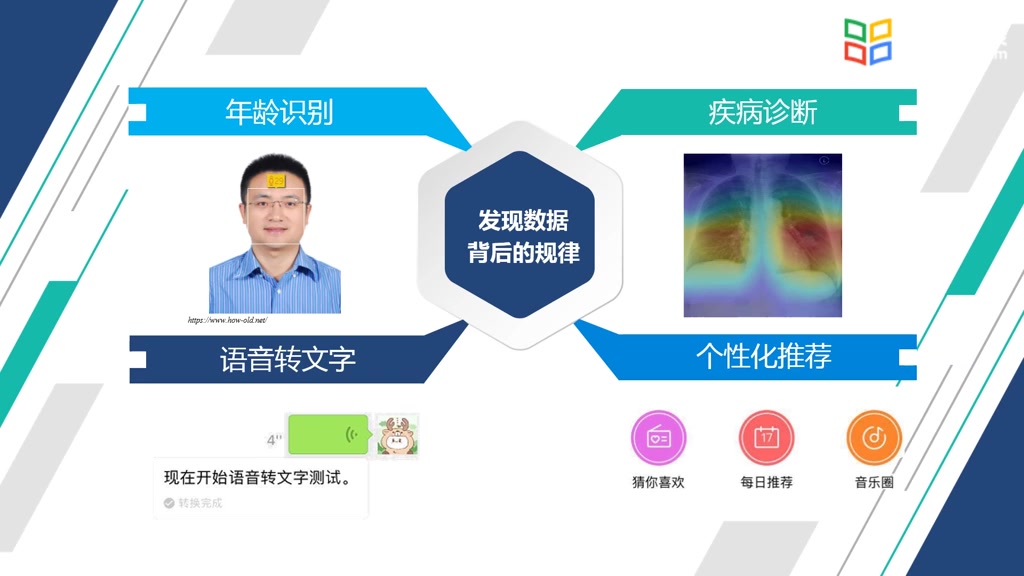 年龄识别
疾病诊断
发现数据
背后的规律
https://www.how-old.net/
语音转文字
个性化推荐
4"
现在开始语音转文字测试。
转换完成
17
猜你喜欢
每日推荐
音乐圈